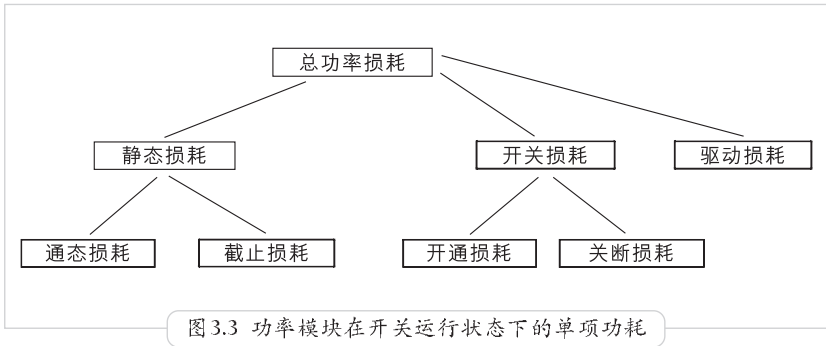 总功率损耗
静态损耗 开关损耗 驱动损耗
通态损耗 截止损耗 开通损耗 关断损耗
图3.3 功率模块在开关运行状态下的单项功耗